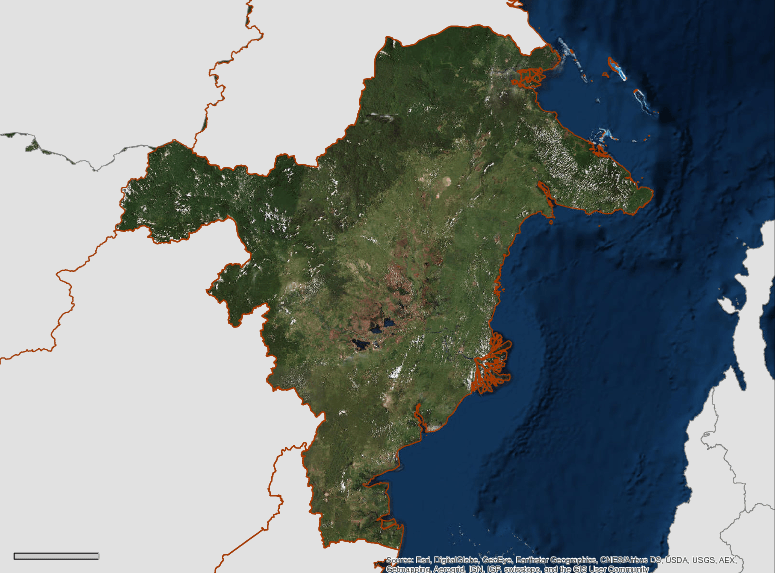 Source: Esri, DigitalGlobe, GeoEye, Earthstar Geographics, CNES/Airbus DS, USDA, USGS, AEX,
Getmapping, Aerogrid, IGN, IGP, swisstopo, and the GIS User Community